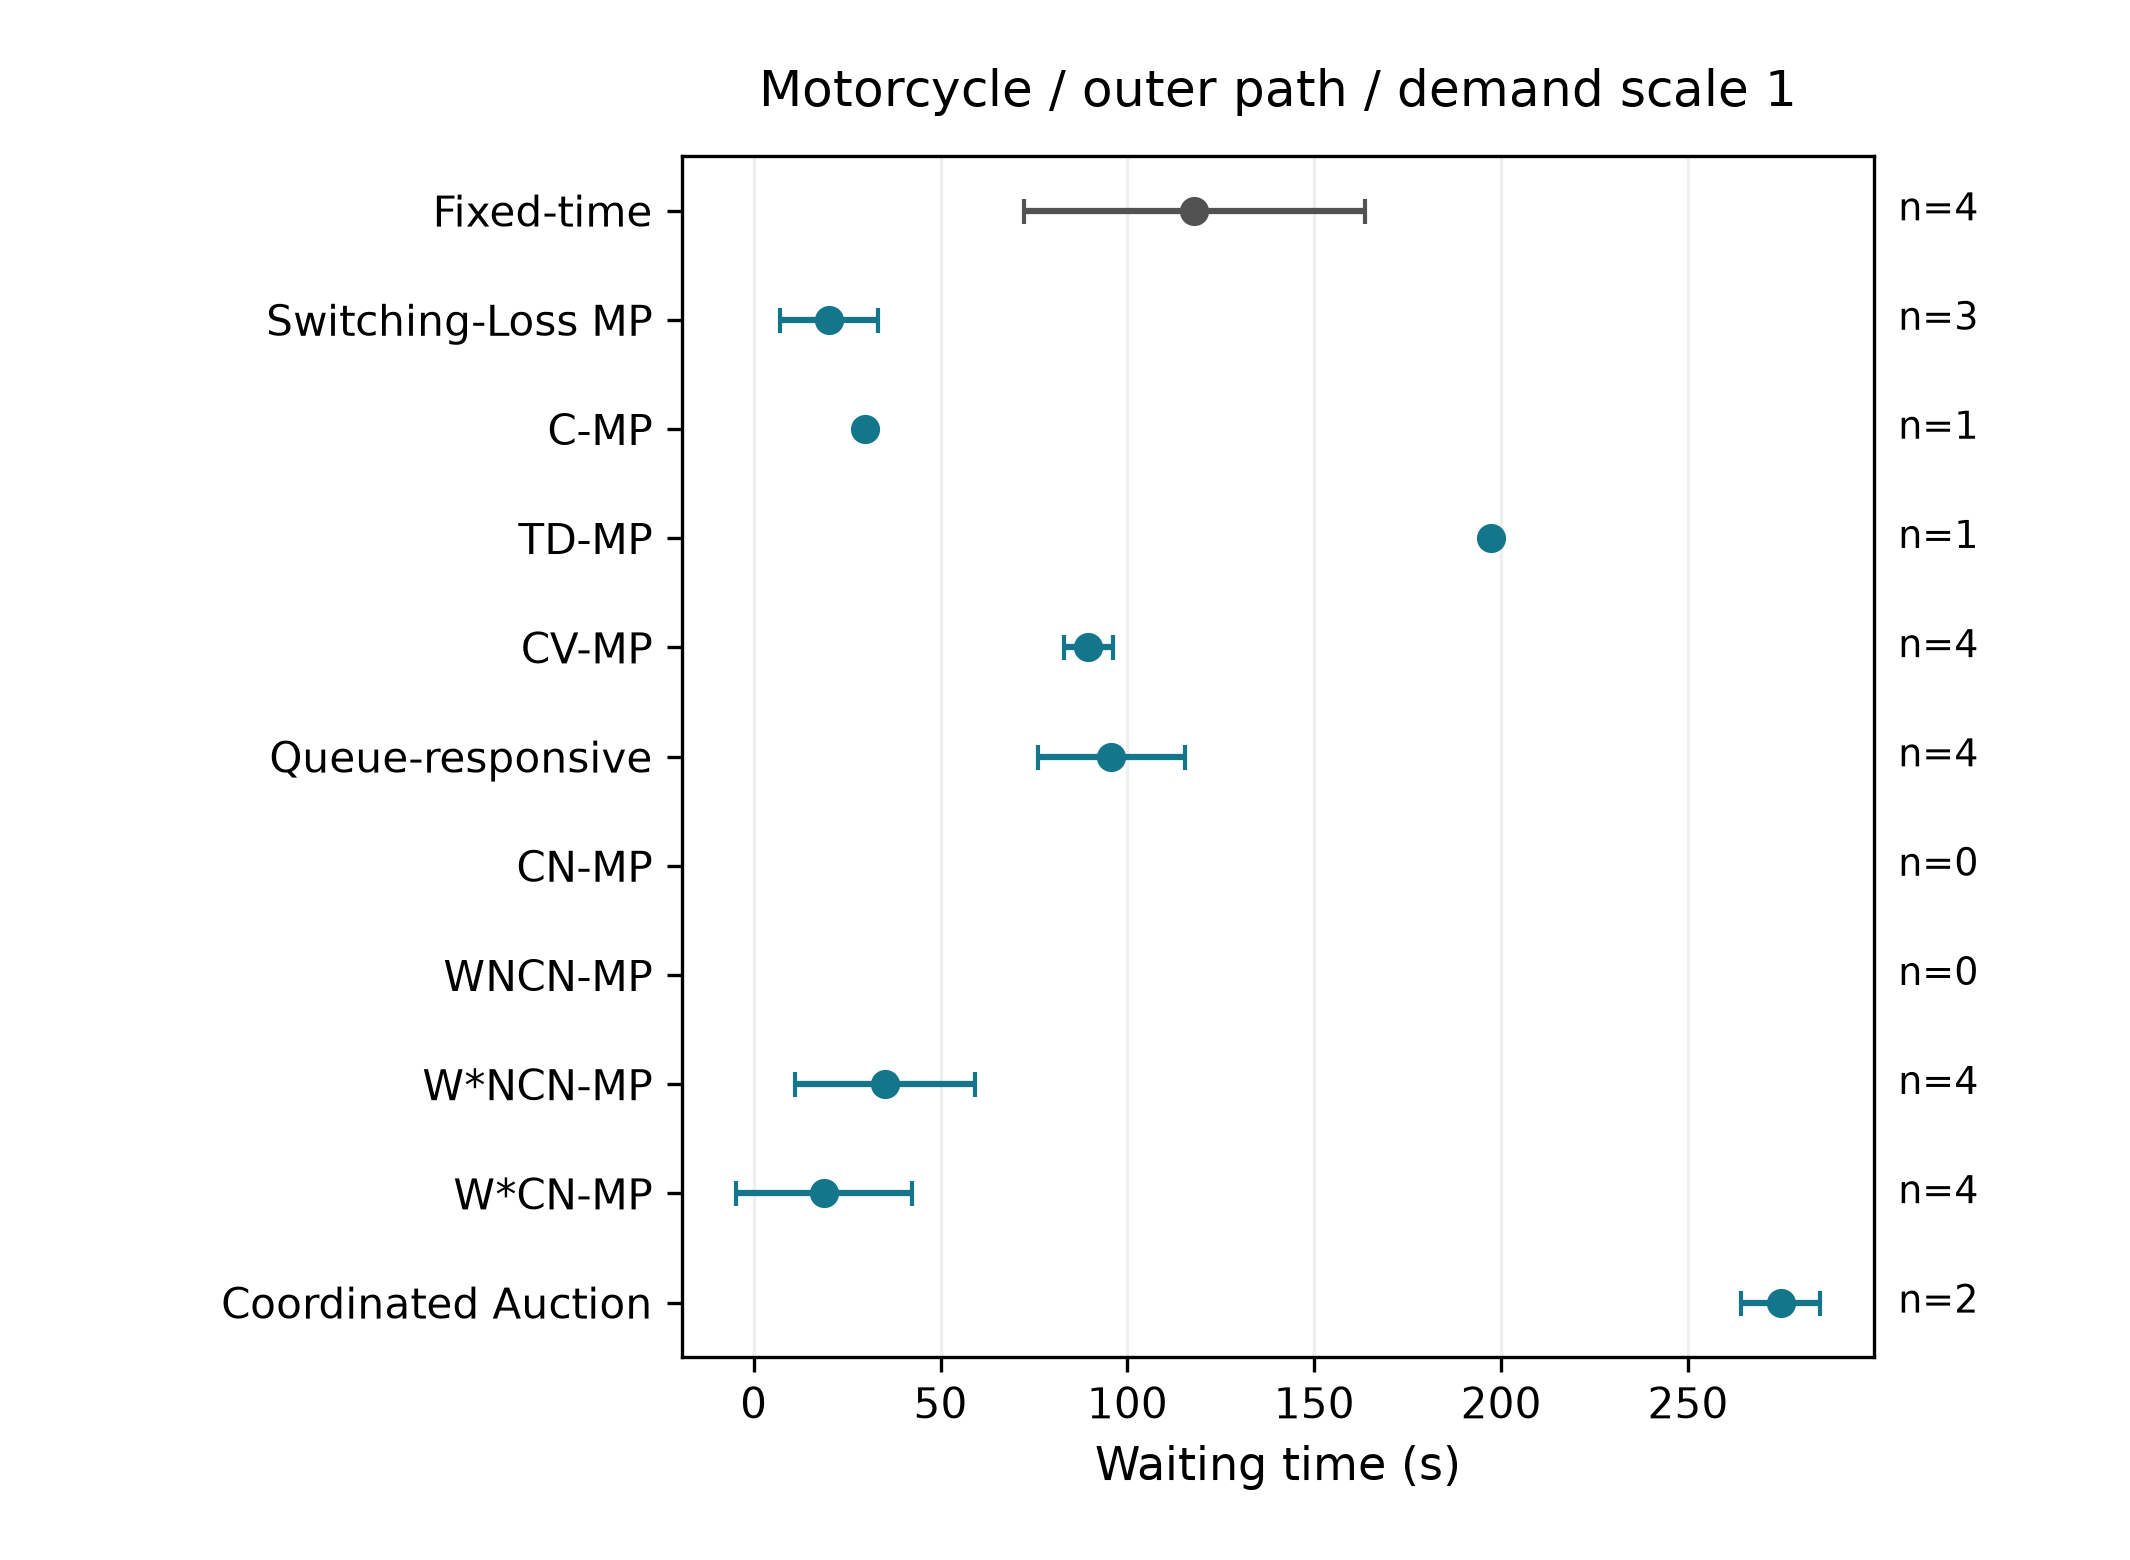 Motorcycle / outer path / demand scale 1
Fixed-time n=4
Switching-Loss MP n=3
C-MP n=1
TD-MP n=1
CV-MP n=4
Queue-responsive n=4
CN-MP n=0
WNCN-MP n=0
W*NCN-MP n=4
W*CN-MP n=4
Coordinated Auction n=2
0 50 100 150 200 250
Waiting time (s)